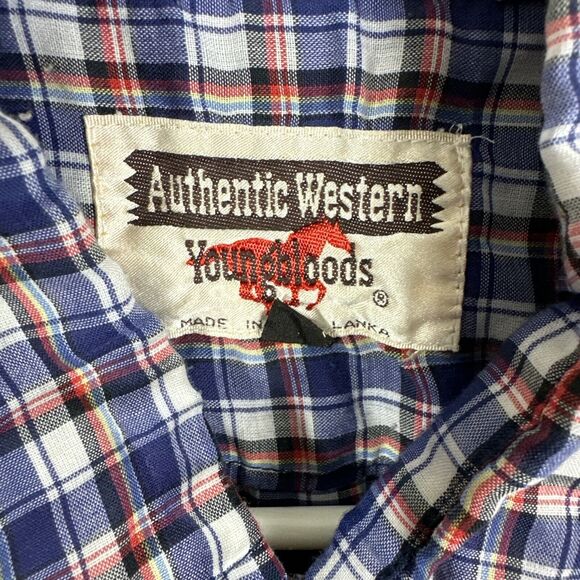 Authentic Western
Youngbloods
®
MADE IN LANKA